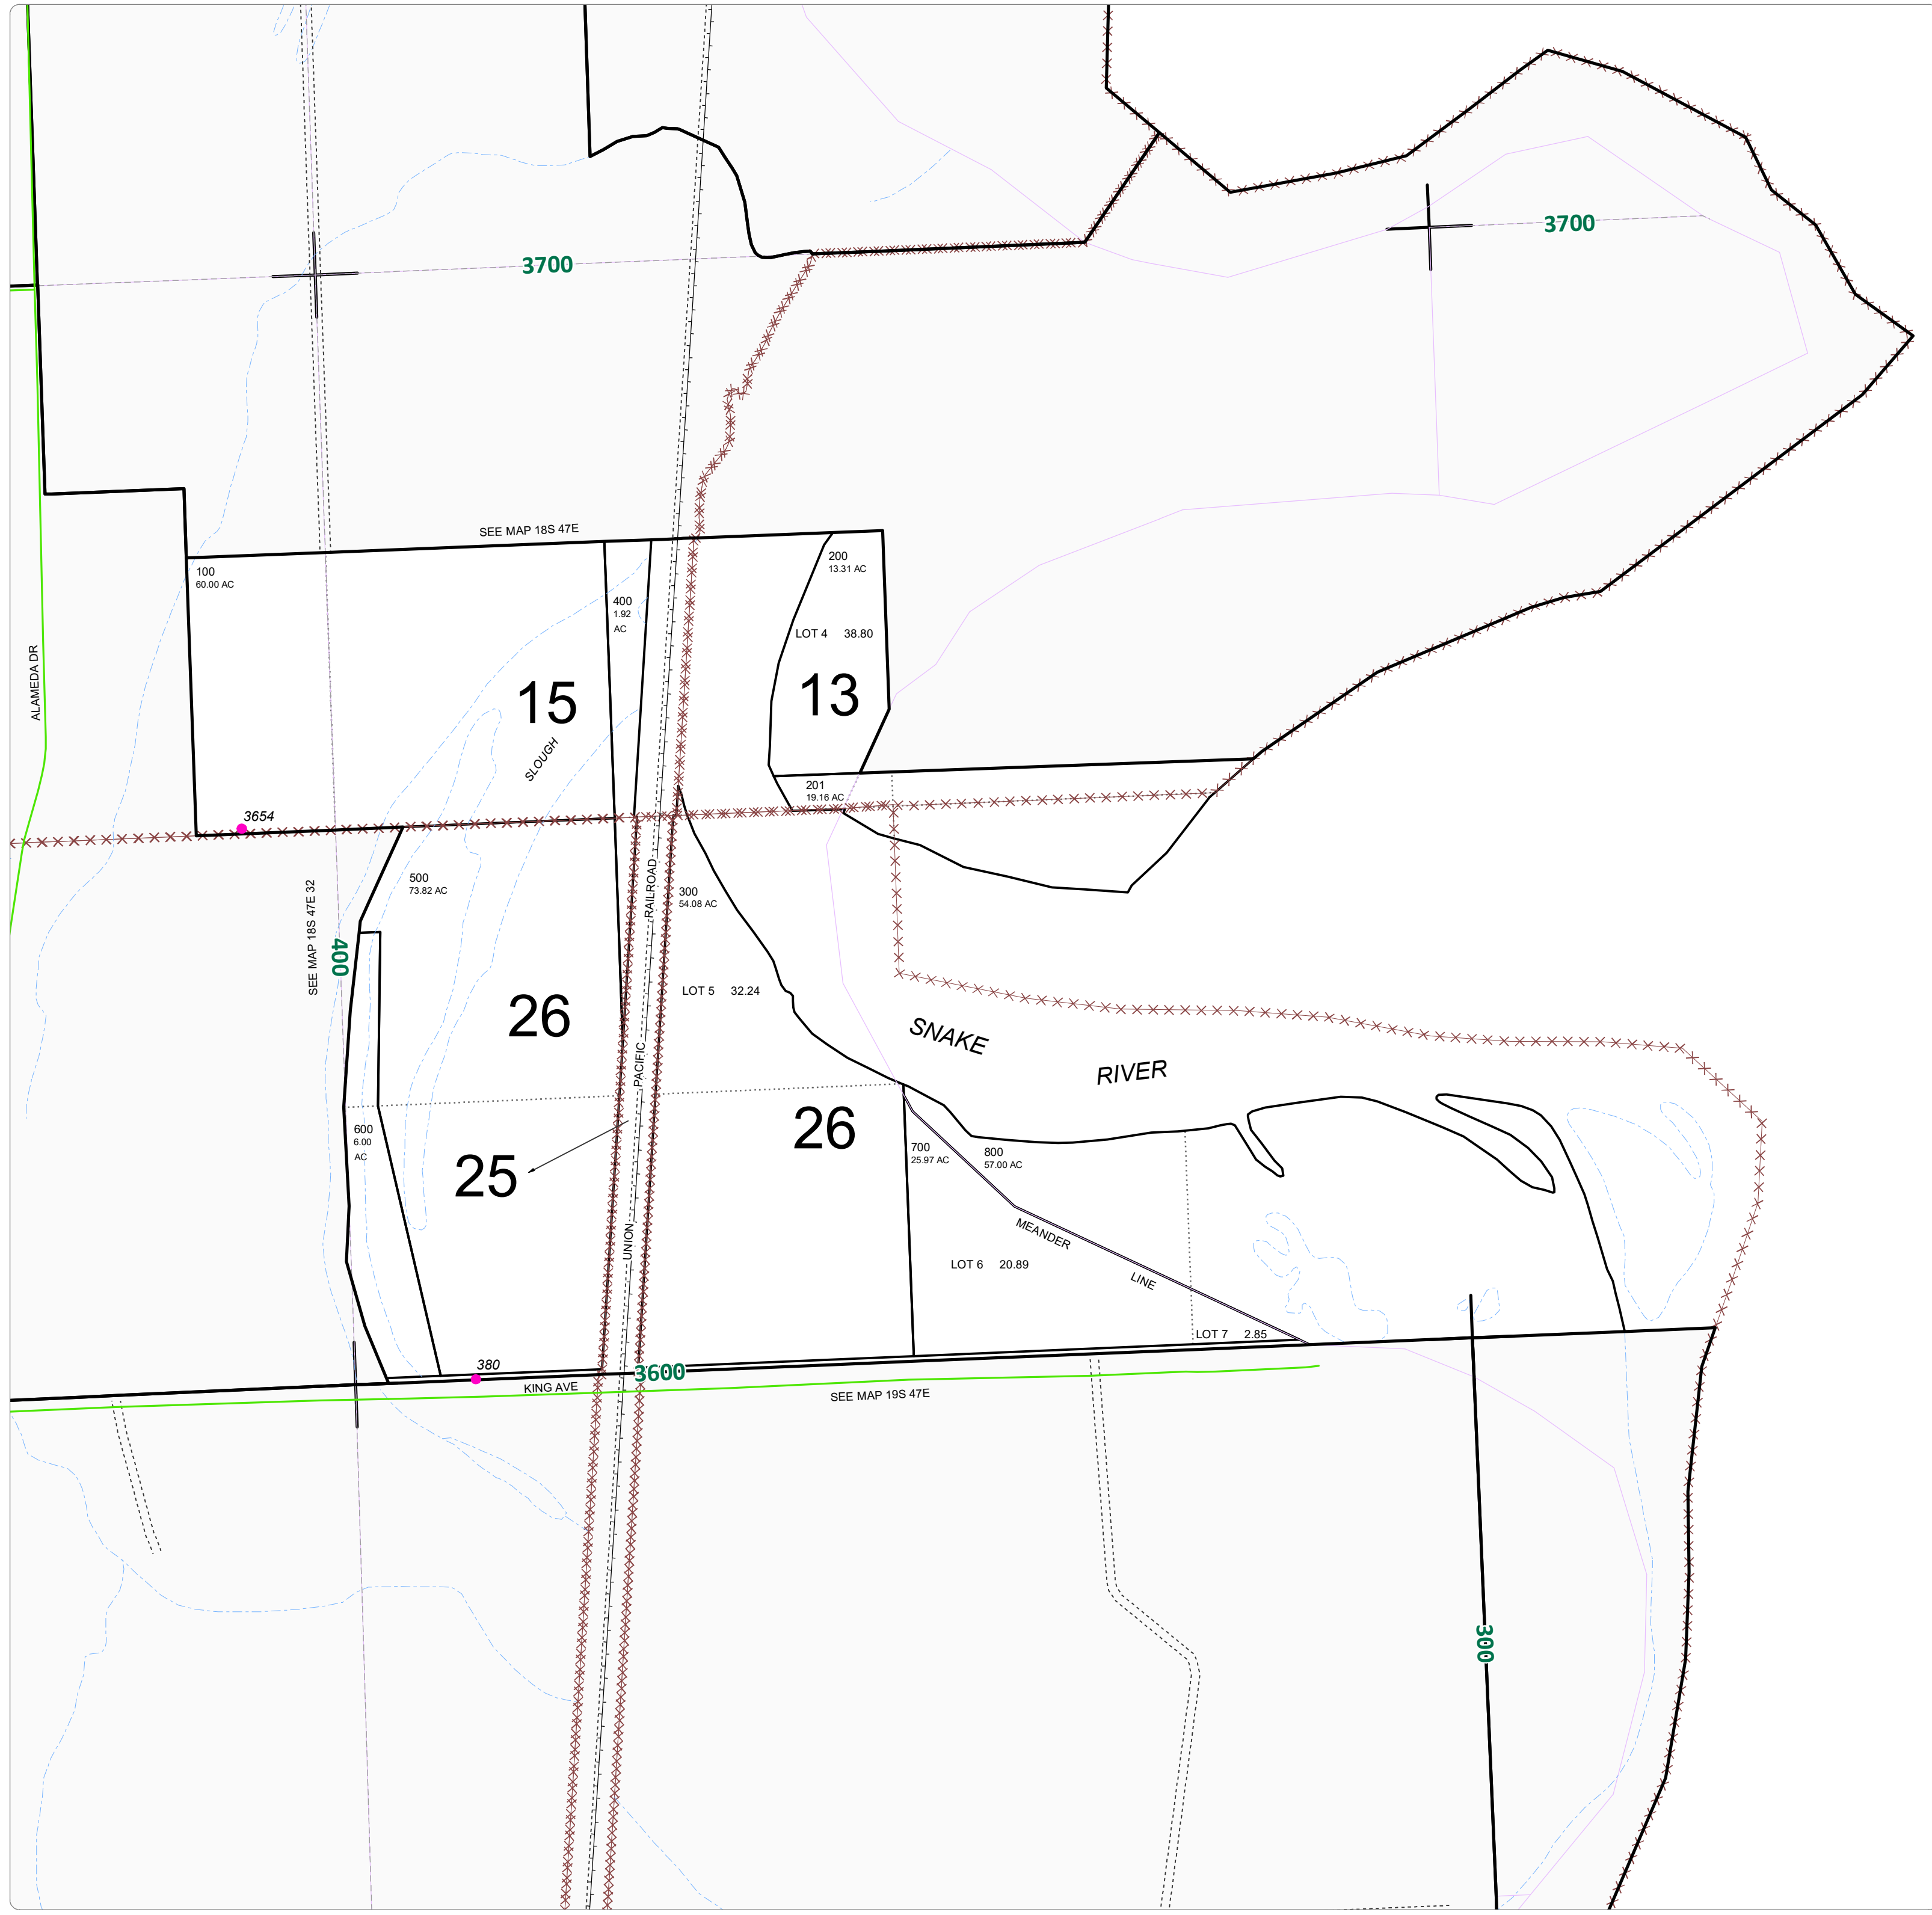 3700
3700
SEE MAP 18S 47E
200
13.31 AC
100
60.00 AC
400
1.92
AC
LOT 4 38.80
ALAMEDA DR
15
13
SLOUGH
201
19.16 AC
3654
500
73.82 AC
RAILROAD
300
54.08 AC
SEE MAP 18S 47E 32
400
LOT 5 32.24
26
SNAKE
RIVER
PACIFIC
600
6.00
AC
26
700
25.97 AC
800
57.00 AC
25
MEANDER
LINE
UNION
LOT 6 20.89
LOT 7 2.85
380
3600
KING AVE
SEE MAP 19S 47E
300